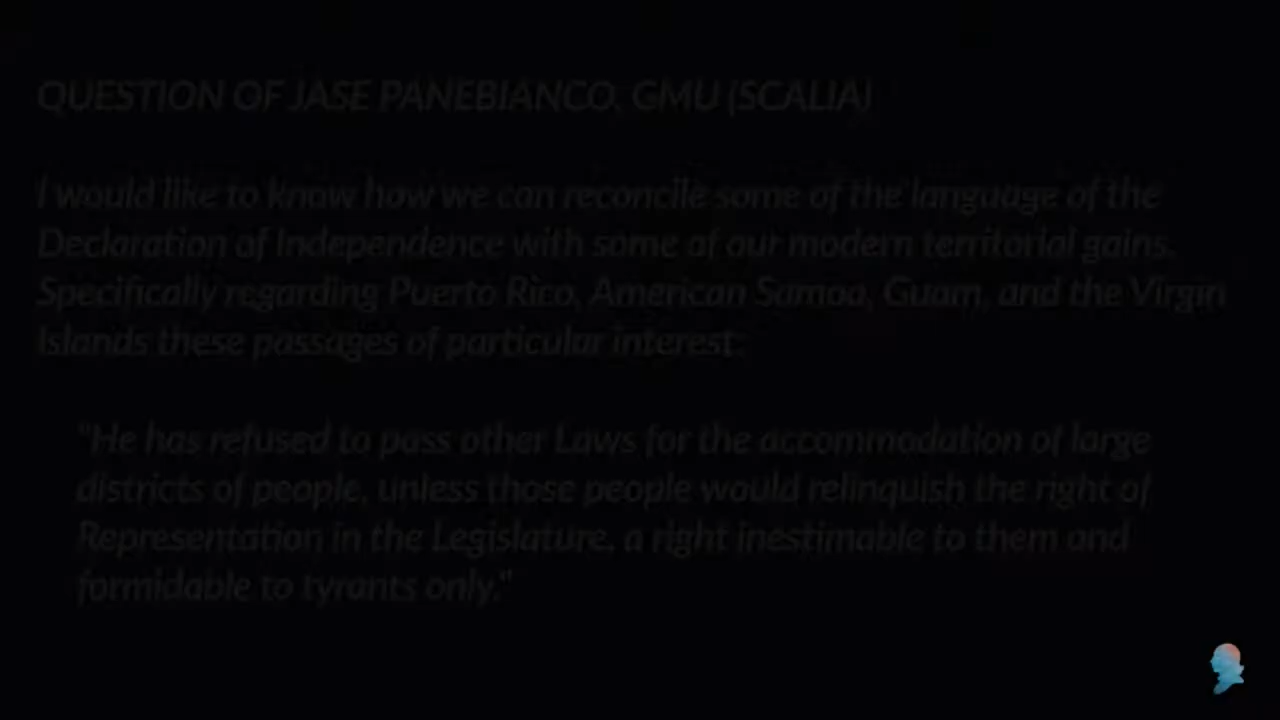 QUESTION OF JASE PANEBIANCO, GMU (SCALIA)
I would like to know how we can reconcile some of the language of the
Declaration of Independence with some of our modern territorial gains.
Specifically regarding Puerto Rico, American Samoa, Guam, and the Virgin
Islands these passages of particular interest:
"He has refused to pass other Laws for the accommodation of large
districts of people, unless those people would relinquish the right of
Representation in the Legislature, a right inestimable to them and
formidable to tyrants only."